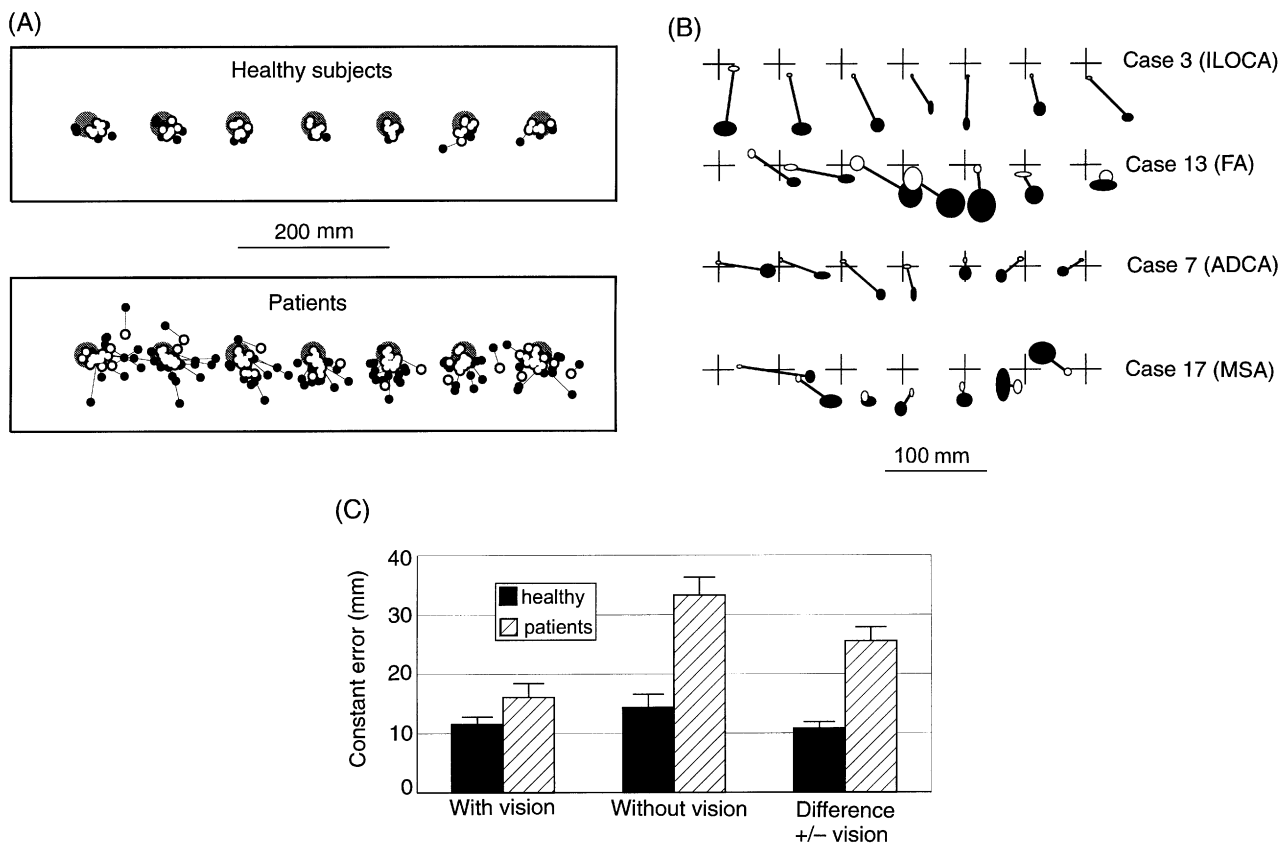 (A)
Healthy subjects
200 mm
Patients
(B)
Case 3 (ILOCA)
Case 13 (FA)
Case 7 (ADCA)
Case 17 (MSA)
100 mm
(C)
Constant error (mm)
40
30
20
10
0
healthy
patients
With vision
Without vision
Difference
+/– vision